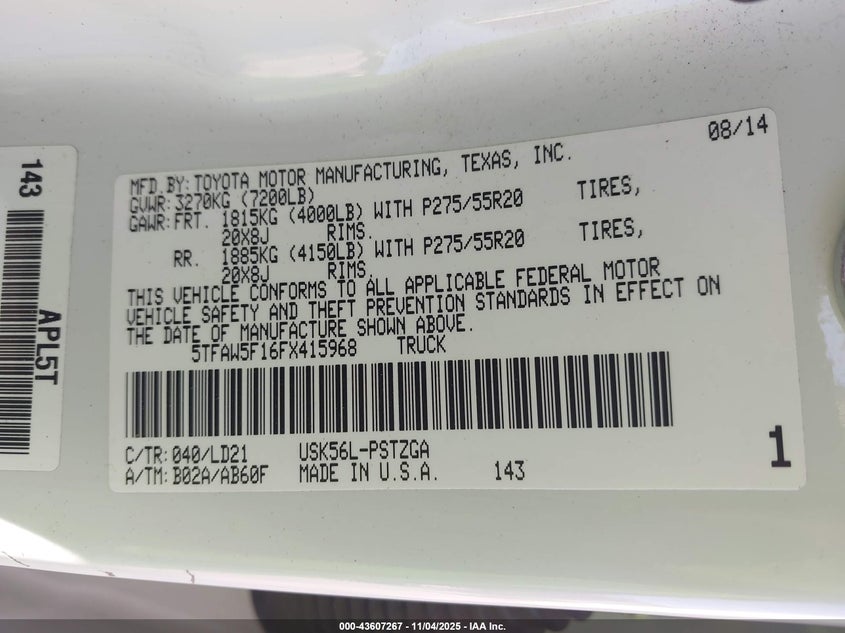 08/14
MFD.BY:TOYOTA MOTOR MANUFACTURING, TEXAS, INC.
GVWR:3270KG (7200LB)
GAWR:FRT. 1815KG (4000LB) WITH P275/55R20 TIRES,
20X8J RIMS.
RR. 1885KG (4150LB) WITH P275/55R20 TIRES,
20X8J RIMS.
THIS VEHICLE CONFORMS TO ALL APPLICABLE FEDERAL MOTOR
VEHICLE SAFETY AND THEFT PREVENTION STANDARDS IN EFFECT ON
THE DATE OF MANUFACTURE SHOWN ABOVE.
5TFAW5F16FX415968 TRUCK
C/TR:040/LD21 USK56L-PSTZGA
A/TM:B02A/AB60F MADE IN U.S.A. 143
1
143
APL5T
000-43607267 - 11/04/2025 - IAA Inc.